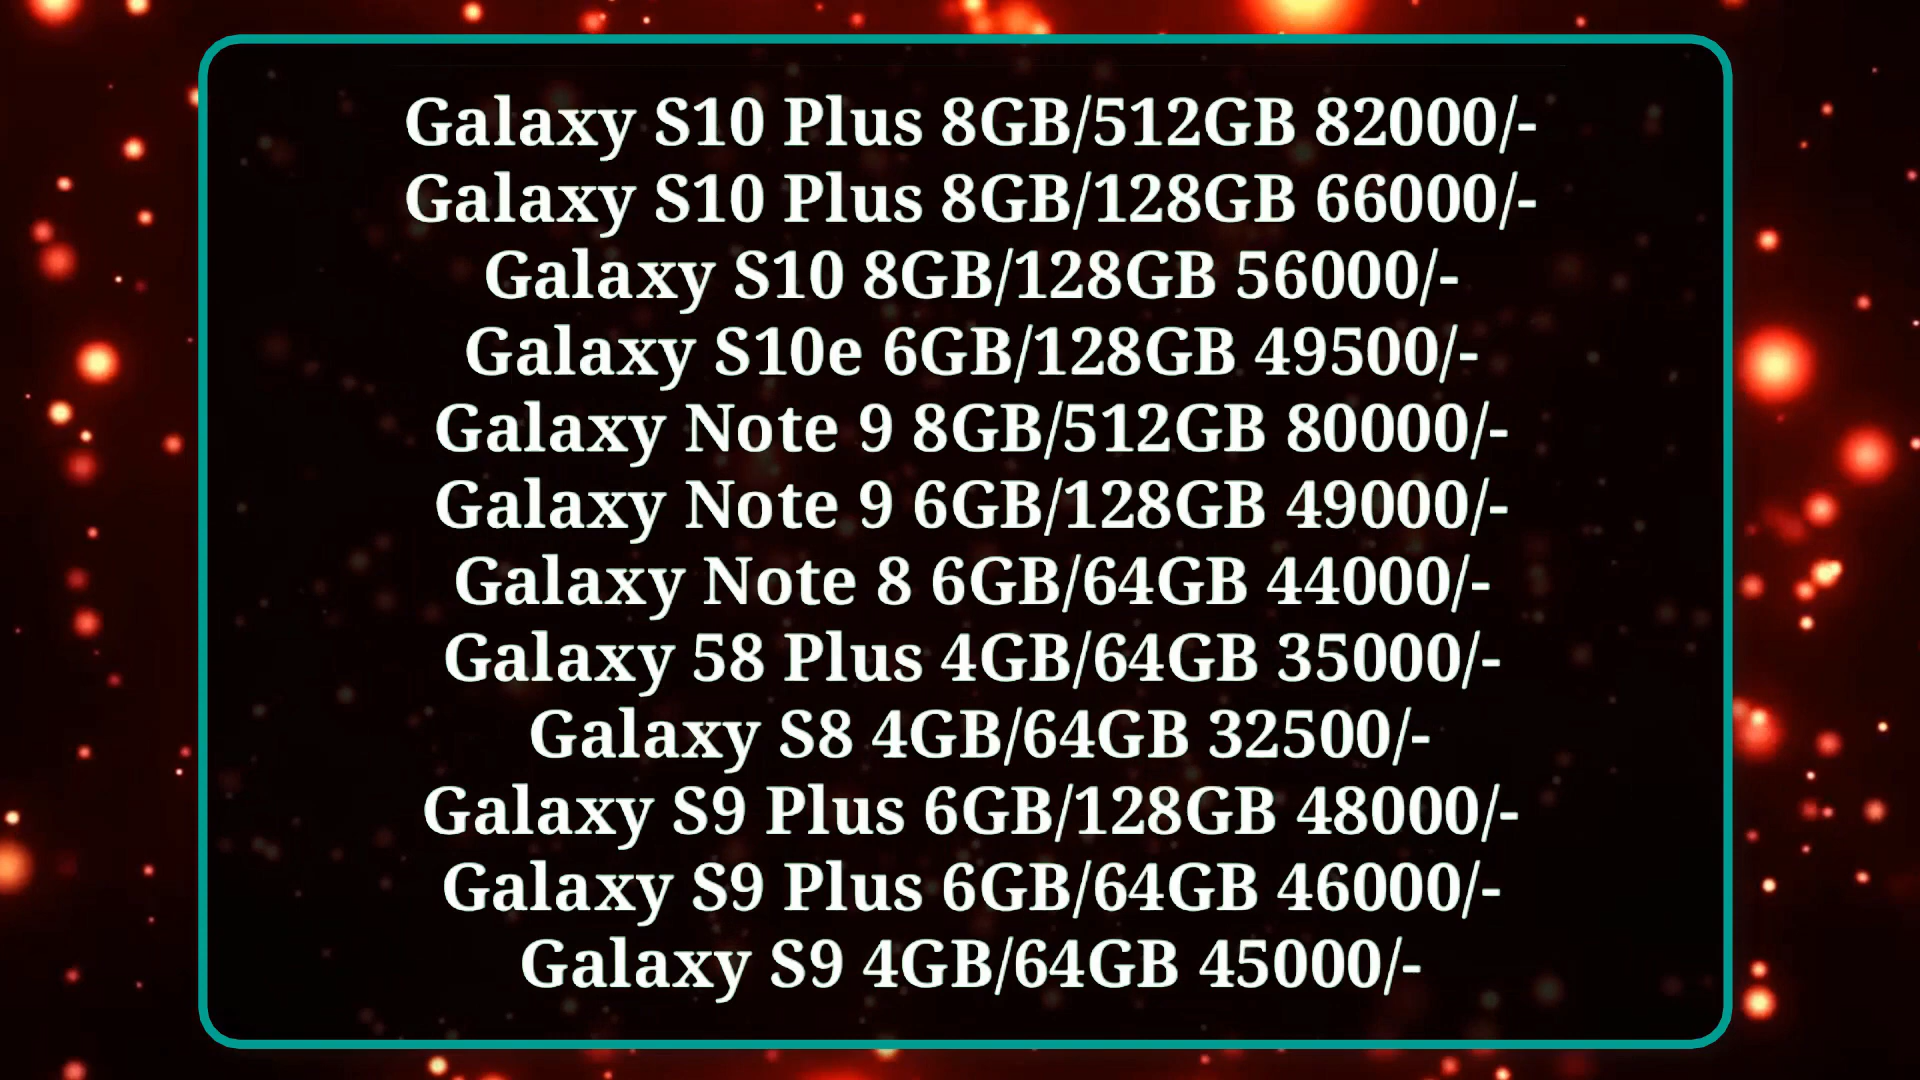 Galaxy S10 Plus 8GB/512GB 82000/-
Galaxy S10 Plus 8GB/128GB 66000/-
Galaxy S10 8GB/128GB 56000/-
Galaxy S10e 6GB/128GB 49500/-
Galaxy Note 9 8GB/512GB 80000/-
Galaxy Note 9 6GB/128GB 49000/-
Galaxy Note 8 6GB/64GB 44000/-
Galaxy 58 Plus 4GB/64GB 35000/-
Galaxy S8 4GB/64GB 32500/-
Galaxy S9 Plus 6GB/128GB 48000/-
Galaxy S9 Plus 6GB/64GB 46000/-
Galaxy S9 4GB/64GB 45000/-